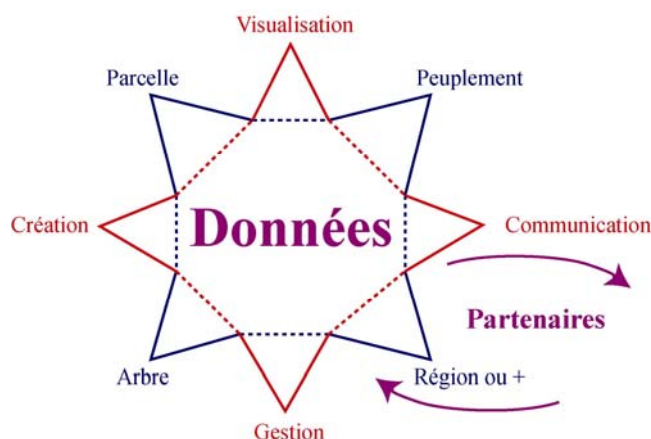 Visualisation
Parcelle
Peuplement
Création
Données
Communication
Partenaires
Arbre
Région ou +
Gestion